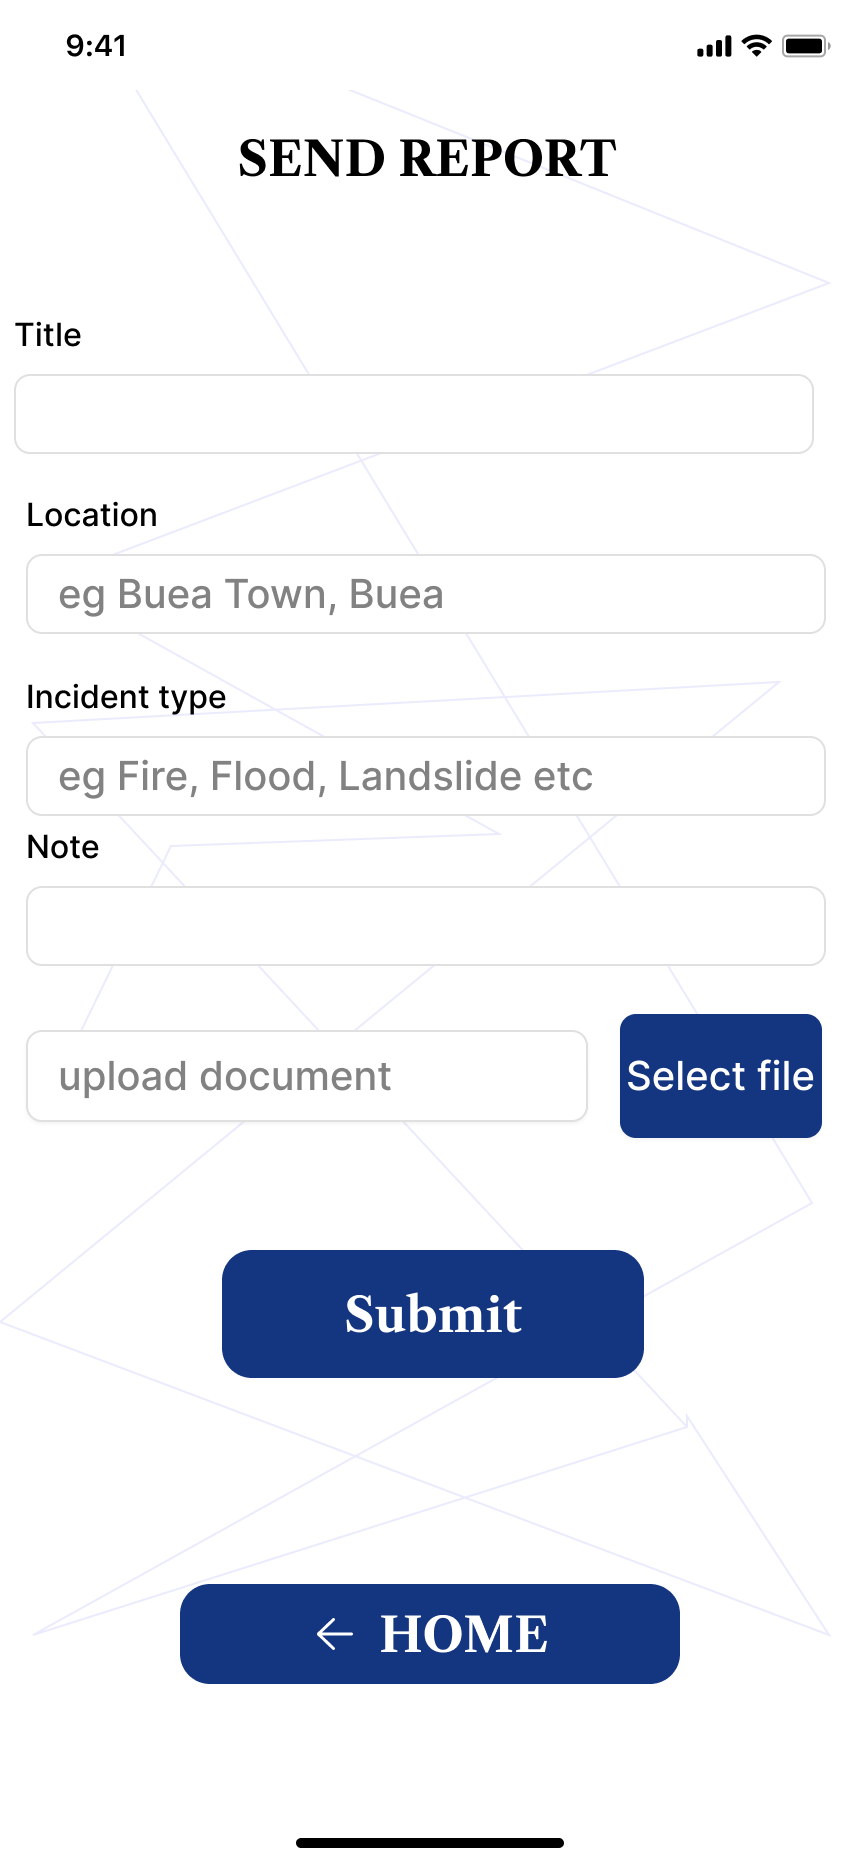 9:41
SEND REPORT
Title
Location
eg Buea Town, Buea
Incident type
eg Fire, Flood, Landslide etc
Note
upload document
Select file
Submit
HOME